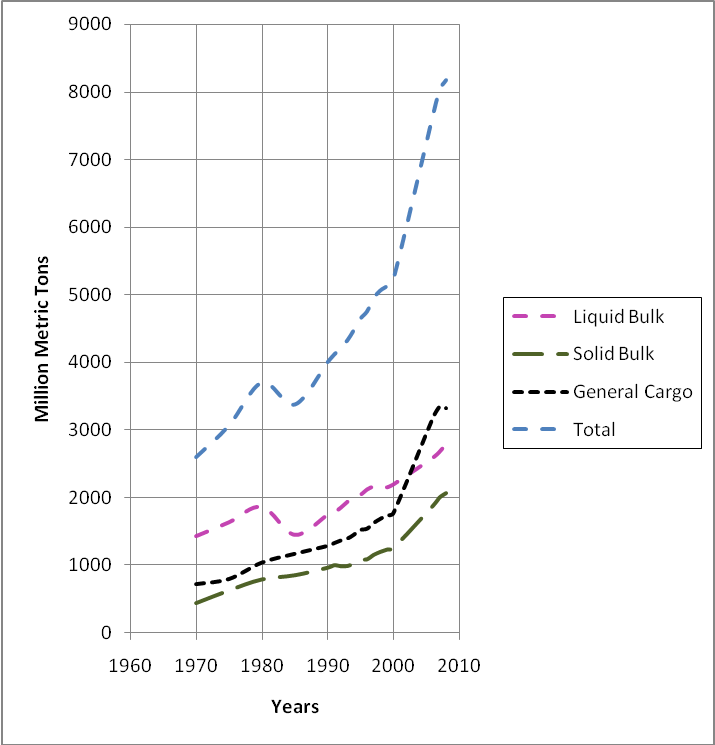 9000
8000
7000
6000
5000
4000
3000
2000
1000
0
Million Metric Tons
1960 1970 1980 1990 2000 2010
Years
Liquid Bulk
Solid Bulk
General Cargo
Total